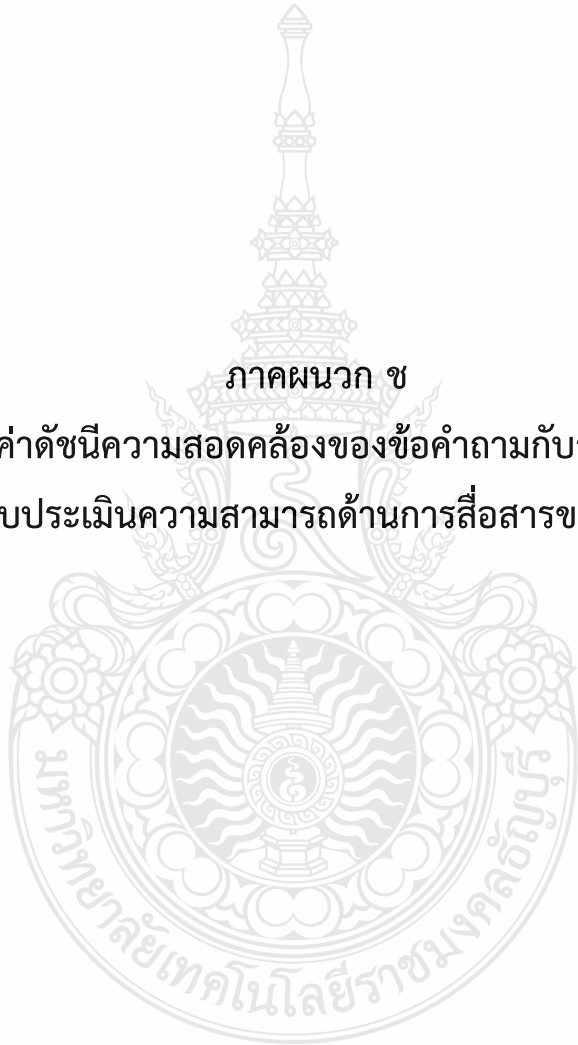 ภาคผนวก ช
ค่าดัชนีความสอดคล้องของข้อคำถามกับ
บประเมินความสามารถด้านการสื่อสารข
มหาวิทยาลัยเทคโนโลยีราชมงคลธัญบุรี